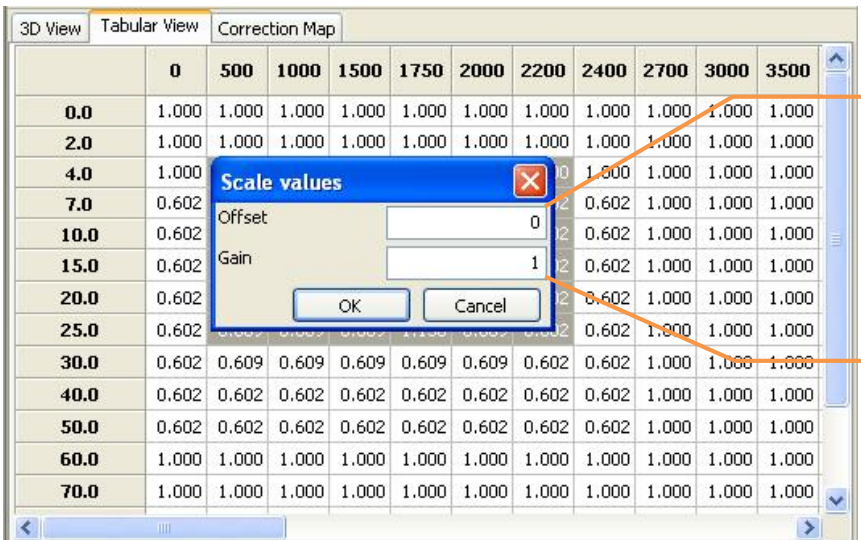 3D View Tabular View Correction Map
0 500 1000 1500 1750 2000 2200 2400 2700 3000 3500
0.0 1.000 1.000 1.000 1.000 1.000 1.000 1.000 1.000 1.000 1.000 1.000
2.0 1.000 1.000 1.000 1.000 1.000 1.000 1.000 1.000 1.000 1.000 1.000
4.0 1.000 Scale values 1.000 1.000 1.000 1.000
7.0 0.602 Offset 0 0.602 1.000 1.000 1.000
10.0 0.602 0.602 1.000 1.000 1.000
15.0 0.602 Gain 1 0.602 1.000 1.000 1.000
20.0 0.602 OK Cancel 0.602 1.000 1.000 1.000
25.0 0.602 0.602 1.000 1.000 1.000
30.0 0.602 0.609 0.609 0.609 0.609 0.609 0.602 0.602 1.000 1.000 1.000
40.0 0.602 0.602 0.602 0.602 0.602 0.602 0.602 0.602 1.000 1.000 1.000
50.0 0.602 0.602 0.602 0.602 0.602 0.602 0.602 0.602 1.000 1.000 1.000
60.0 1.000 1.000 1.000 1.000 1.000 1.000 1.000 1.000 1.000 1.000 1.000
70.0 1.000 1.000 1.000 1.000 1.000 1.000 1.000 1.000 1.000 1.000 1.000